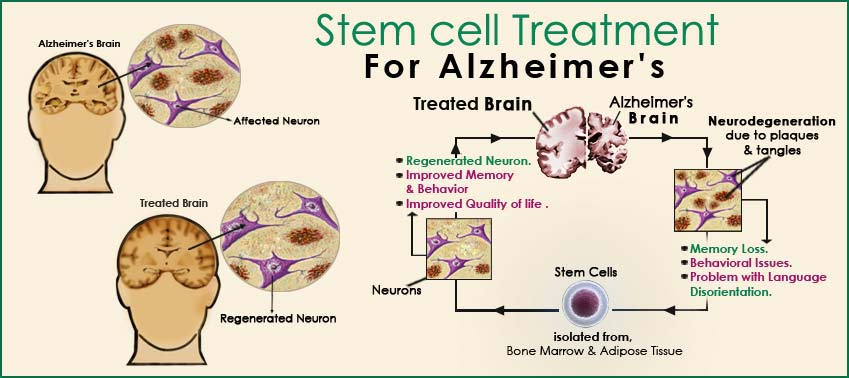 Stem cell Treatment
For Alzheimer's
Alzheimer's Brain
Affected Neuron
Treated Brain
Regenerated Neuron
Treated Brain
Alzheimer's
Brain
Neurodegeneration
due to plaques
& tangles
Regenerated Neuron.
Improved Memory
& Behavior
Improved Quality of life .
Neurons
Stem Cells
isolated from,
Bone Marrow & Adipose Tissue
Memory Loss.
Behavioral Issues.
Problem with Language
Disorientation.